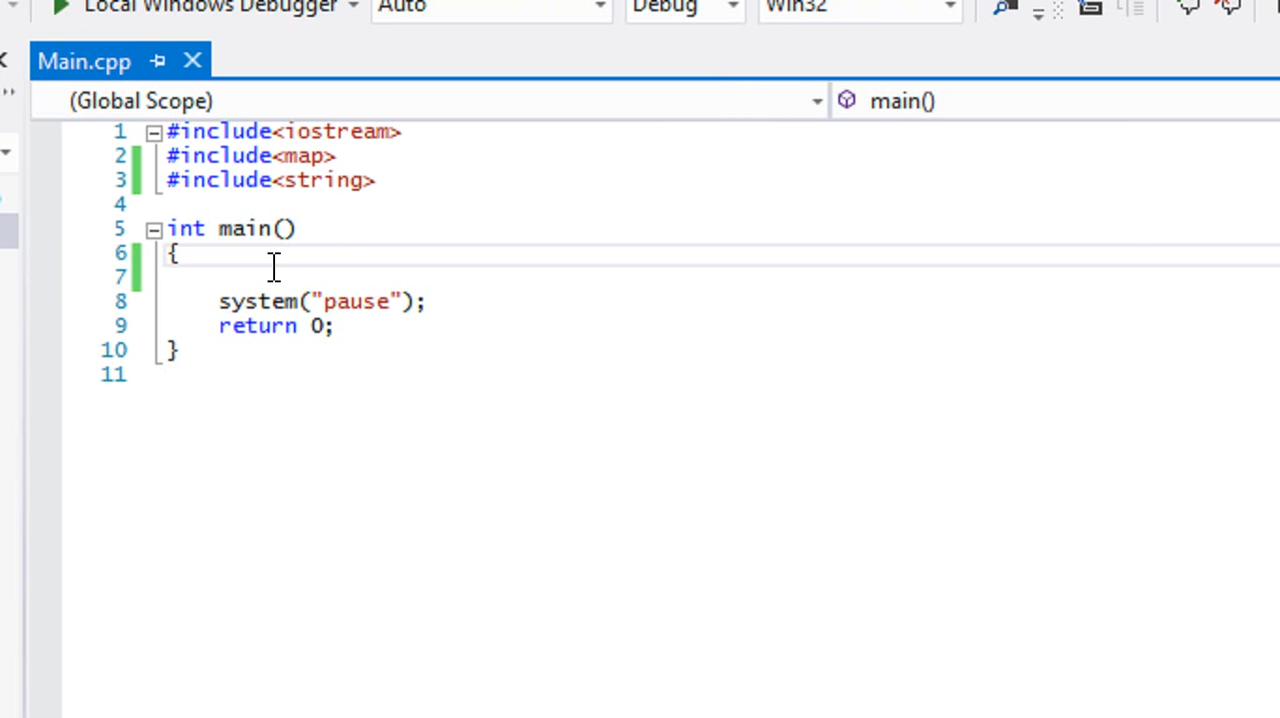 Local Windows Debugger Auto Debug Win32
Main.cpp
(Global Scope) main()
1 #include<iostream>
2 #include<map>
3 #include<string>
4
5 int main()
6 {
7
8 system("pause");
9 return 0;
10 }
11